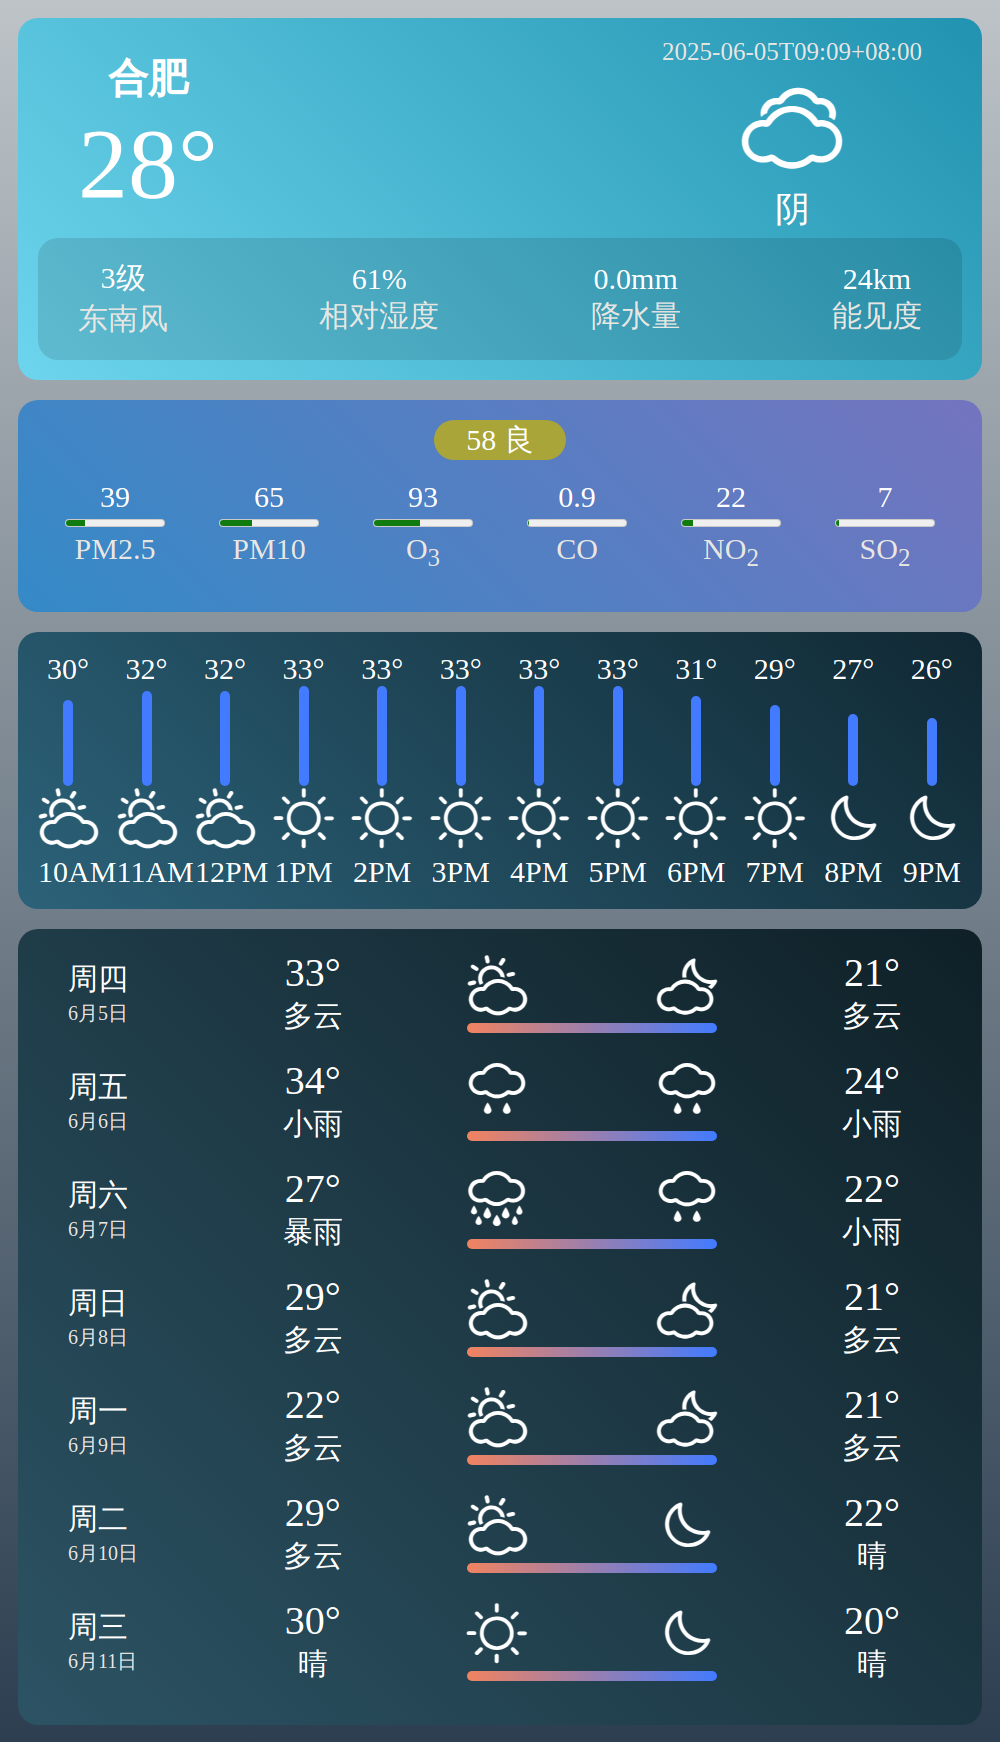 合肥
28°
2025-06-05T09:09+08:00
阴
3级 61% 0.0mm 24km
东南风 相对湿度 降水量 能见度
58 良
39 65 93 0.9 22 7
PM2.5 PM10 O3 CO NO2 SO2
30° 32° 32° 33° 33° 33° 33° 33° 31° 29° 27° 26°
10AM 11AM 12PM 1PM 2PM 3PM 4PM 5PM 6PM 7PM 8PM 9PM
周四 33° 21°
6月5日 多云 多云
周五 34° 24°
6月6日 小雨 小雨
周六 27° 22°
6月7日 暴雨 小雨
周日 29° 21°
6月8日 多云 多云
周一 22° 21°
6月9日 多云 多云
周二 29° 22°
6月10日 多云 晴
周三 30° 20°
6月11日 晴 晴